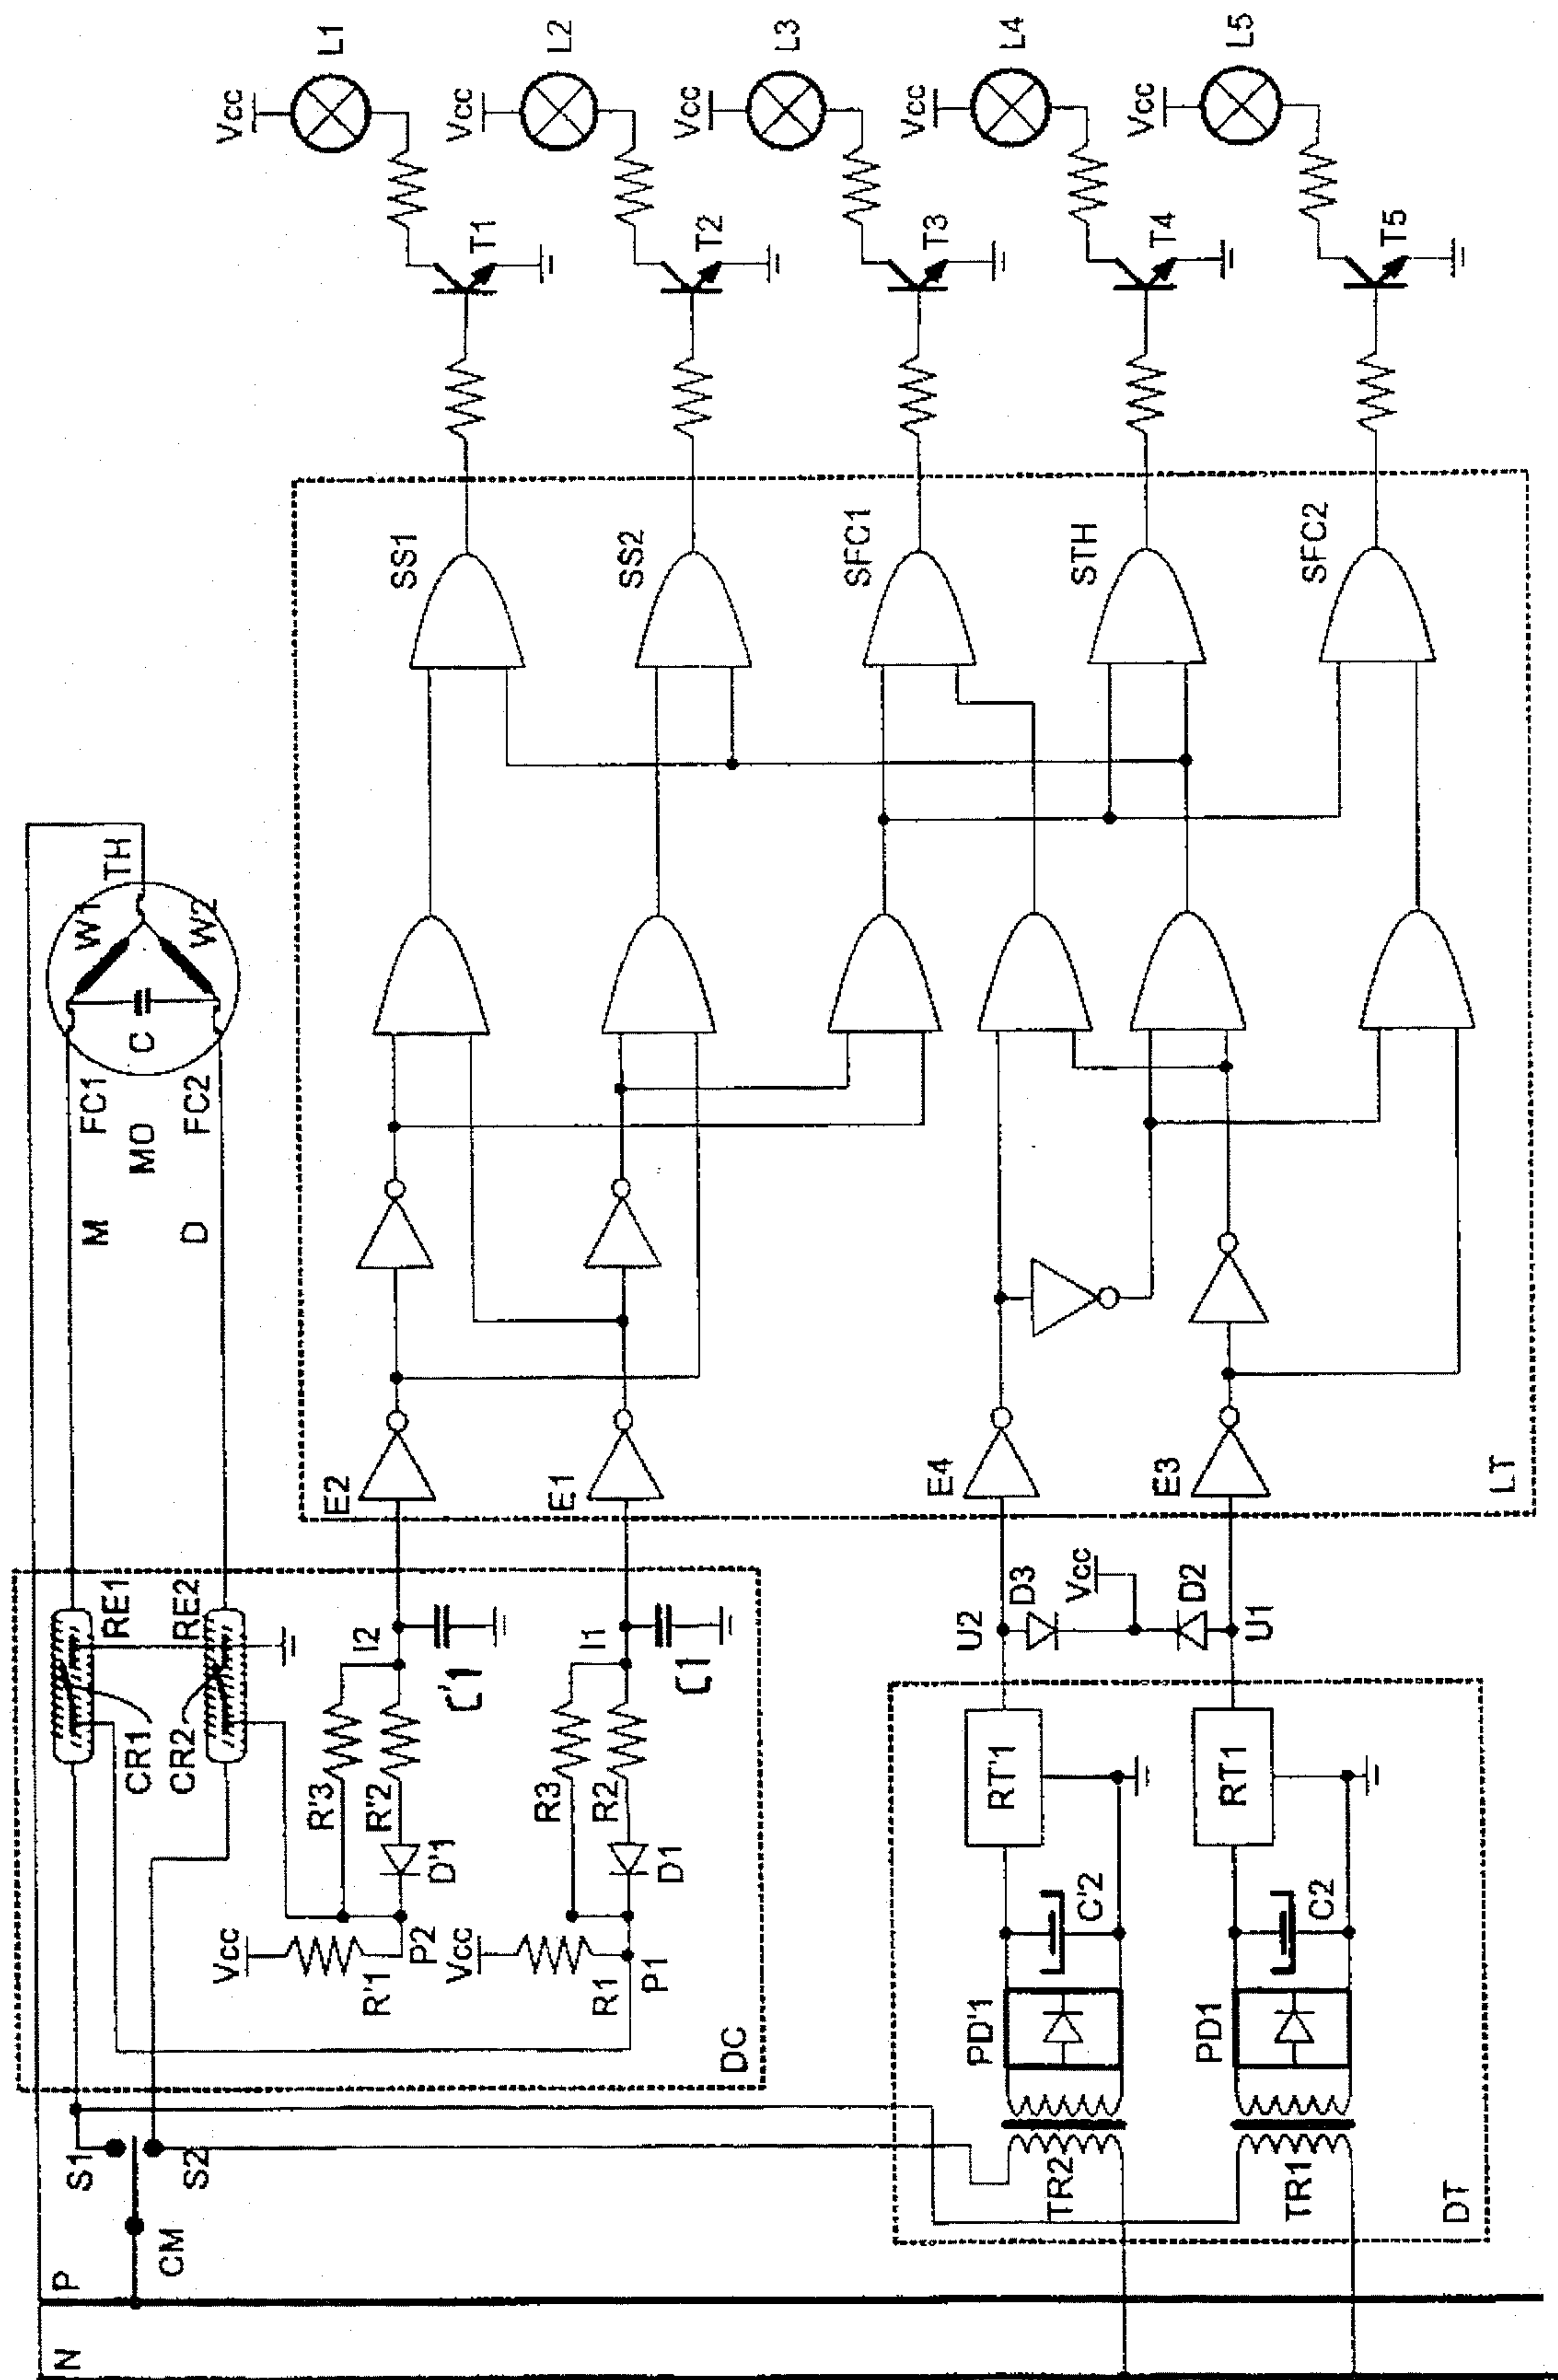 Vcc
L1
Vcc
L2
Vcc
L3
Vcc
L4
Vcc
L5
T1
T2
T3
T4
T5
SS1
SS2
SFC1
STH
SFC2
TH
W1
W2
C
FC1
MO
FC2
M
D
E2
E1
E4
E3
LT
RE1
RE2
CR1
CR2
I2
C'1
I1
C1
R'3
R'2
R3
R2
D'1
D1
Vcc
R'1
P2
Vcc
R1
P1
DC
U2
D3
Vcc
D2
U1
RT'1
RT1
C'2
C2
PD'1
PD1
TR2
TR1
DT
S1
S2
CM
P
N